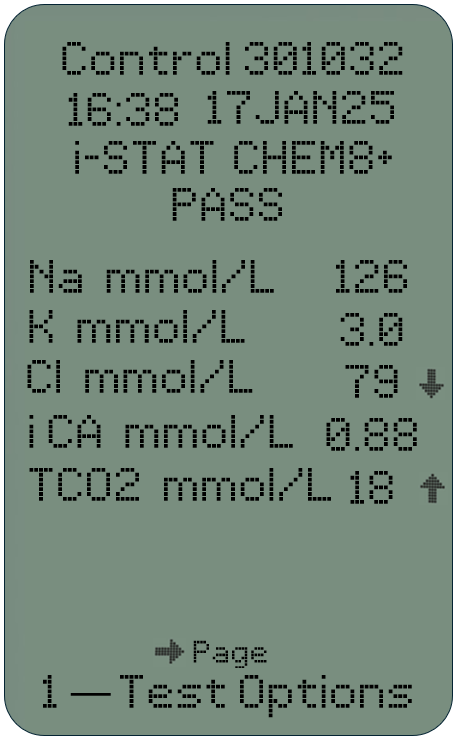 Control 301032
16:38 17JAN25
i-STAT CHEM8+
PASS
Na mmol/L 126
K mmol/L 3.0
Cl mmol/L 79 ↓
iCA mmol/L 0.88
TCO2 mmol/L 18 ↑
→ Page
1 — Test Options